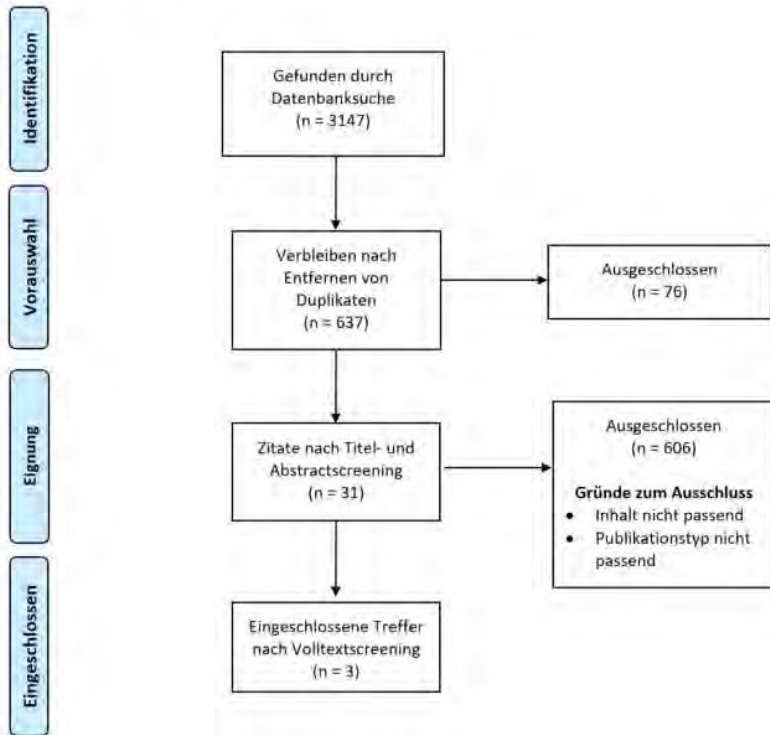 Identifikation
Gefunden durch
Datenbanksuche
(n = 3147)
Vorauswahl
Verbleiben nach
Entfernen von
Duplikaten
(n = 637)
Ausgeschlossen
(n = 76)
Eignung
Zitate nach Titel- und
Abstractscreening
(n = 31)
Ausgeschlossen
(n = 606)
Gründe zum Ausschluss
• Inhalt nicht passend
• Publikationstyp nicht
passend
Eingeschlossen
Eingeschlossene Treffer
nach Volltextscreening
(n = 3)